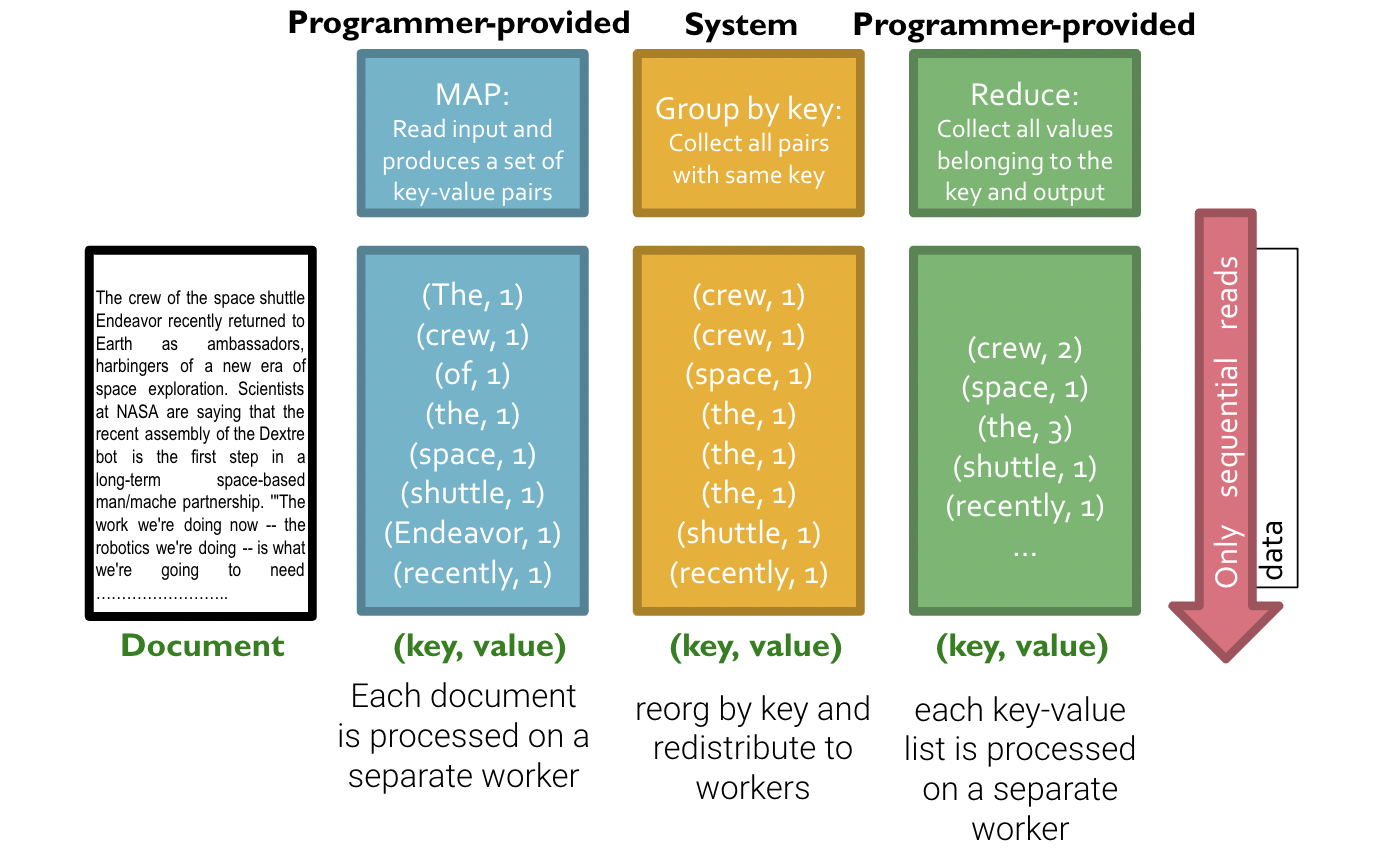 Programmer-provided
System
Programmer-provided
MAP:
Read input and
produces a set of
key-value pairs
Group by key:
Collect all pairs
with same key
Reduce:
Collect all values
belonging to the
key and output
The crew of the space shuttle
Endeavor recently returned to
Earth as ambassadors,
harbingers of a new era of
space exploration. Scientists
at NASA are saying that the
recent assembly of the Dextre
bot is the first step in a
long-term space-based
man/mache partnership. '"The
work we're doing now -- the
robotics we're doing -- is what
we're going to need
……………………..
Document
(The, 1)
(crew, 1)
(of, 1)
(the, 1)
(space, 1)
(shuttle, 1)
(Endeavor, 1)
(recently, 1)
(key, value)
Each document
is processed on a
separate worker
(crew, 1)
(crew, 1)
(space, 1)
(the, 1)
(the, 1)
(the, 1)
(shuttle, 1)
(recently, 1)
(key, value)
reorg by key and
redistribute to
workers
(crew, 2)
(space, 1)
(the, 3)
(shuttle, 1)
(recently, 1)
...
(key, value)
each key-value
list is processed
on a separate
worker
Only sequential reads
data